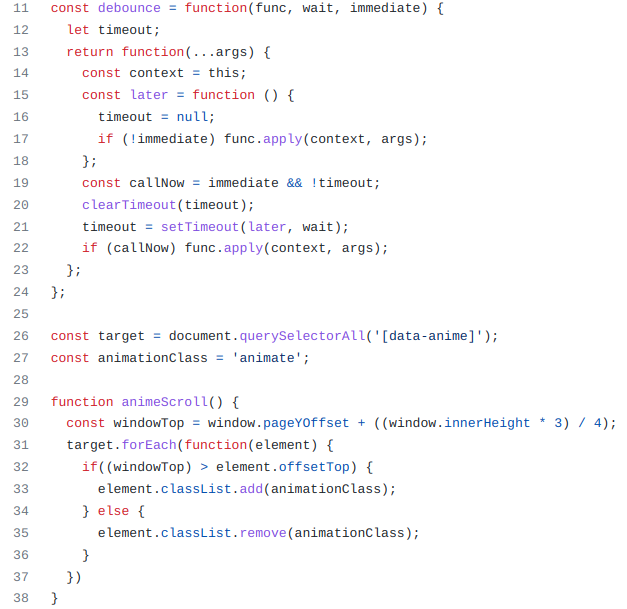 11 const debounce = function(func, wait, immediate) {
12   let timeout;
13   return function(...args) {
14     const context = this;
15     const later = function () {
16       timeout = null;
17       if (!immediate) func.apply(context, args);
18     };
19     const callNow = immediate && !timeout;
20     clearTimeout(timeout);
21     timeout = setTimeout(later, wait);
22     if (callNow) func.apply(context, args);
23   };
24 };
25
26 const target = document.querySelectorAll('[data-anime]');
27 const animationClass = 'animate';
28
29 function animeScroll() {
30   const windowTop = window.pageYOffset + ((window.innerHeight * 3) / 4);
31   target.forEach(function(element) {
32     if((windowTop) > element.offsetTop) {
33       element.classList.add(animationClass);
34     } else {
35       element.classList.remove(animationClass);
36     }
37   })
38 }